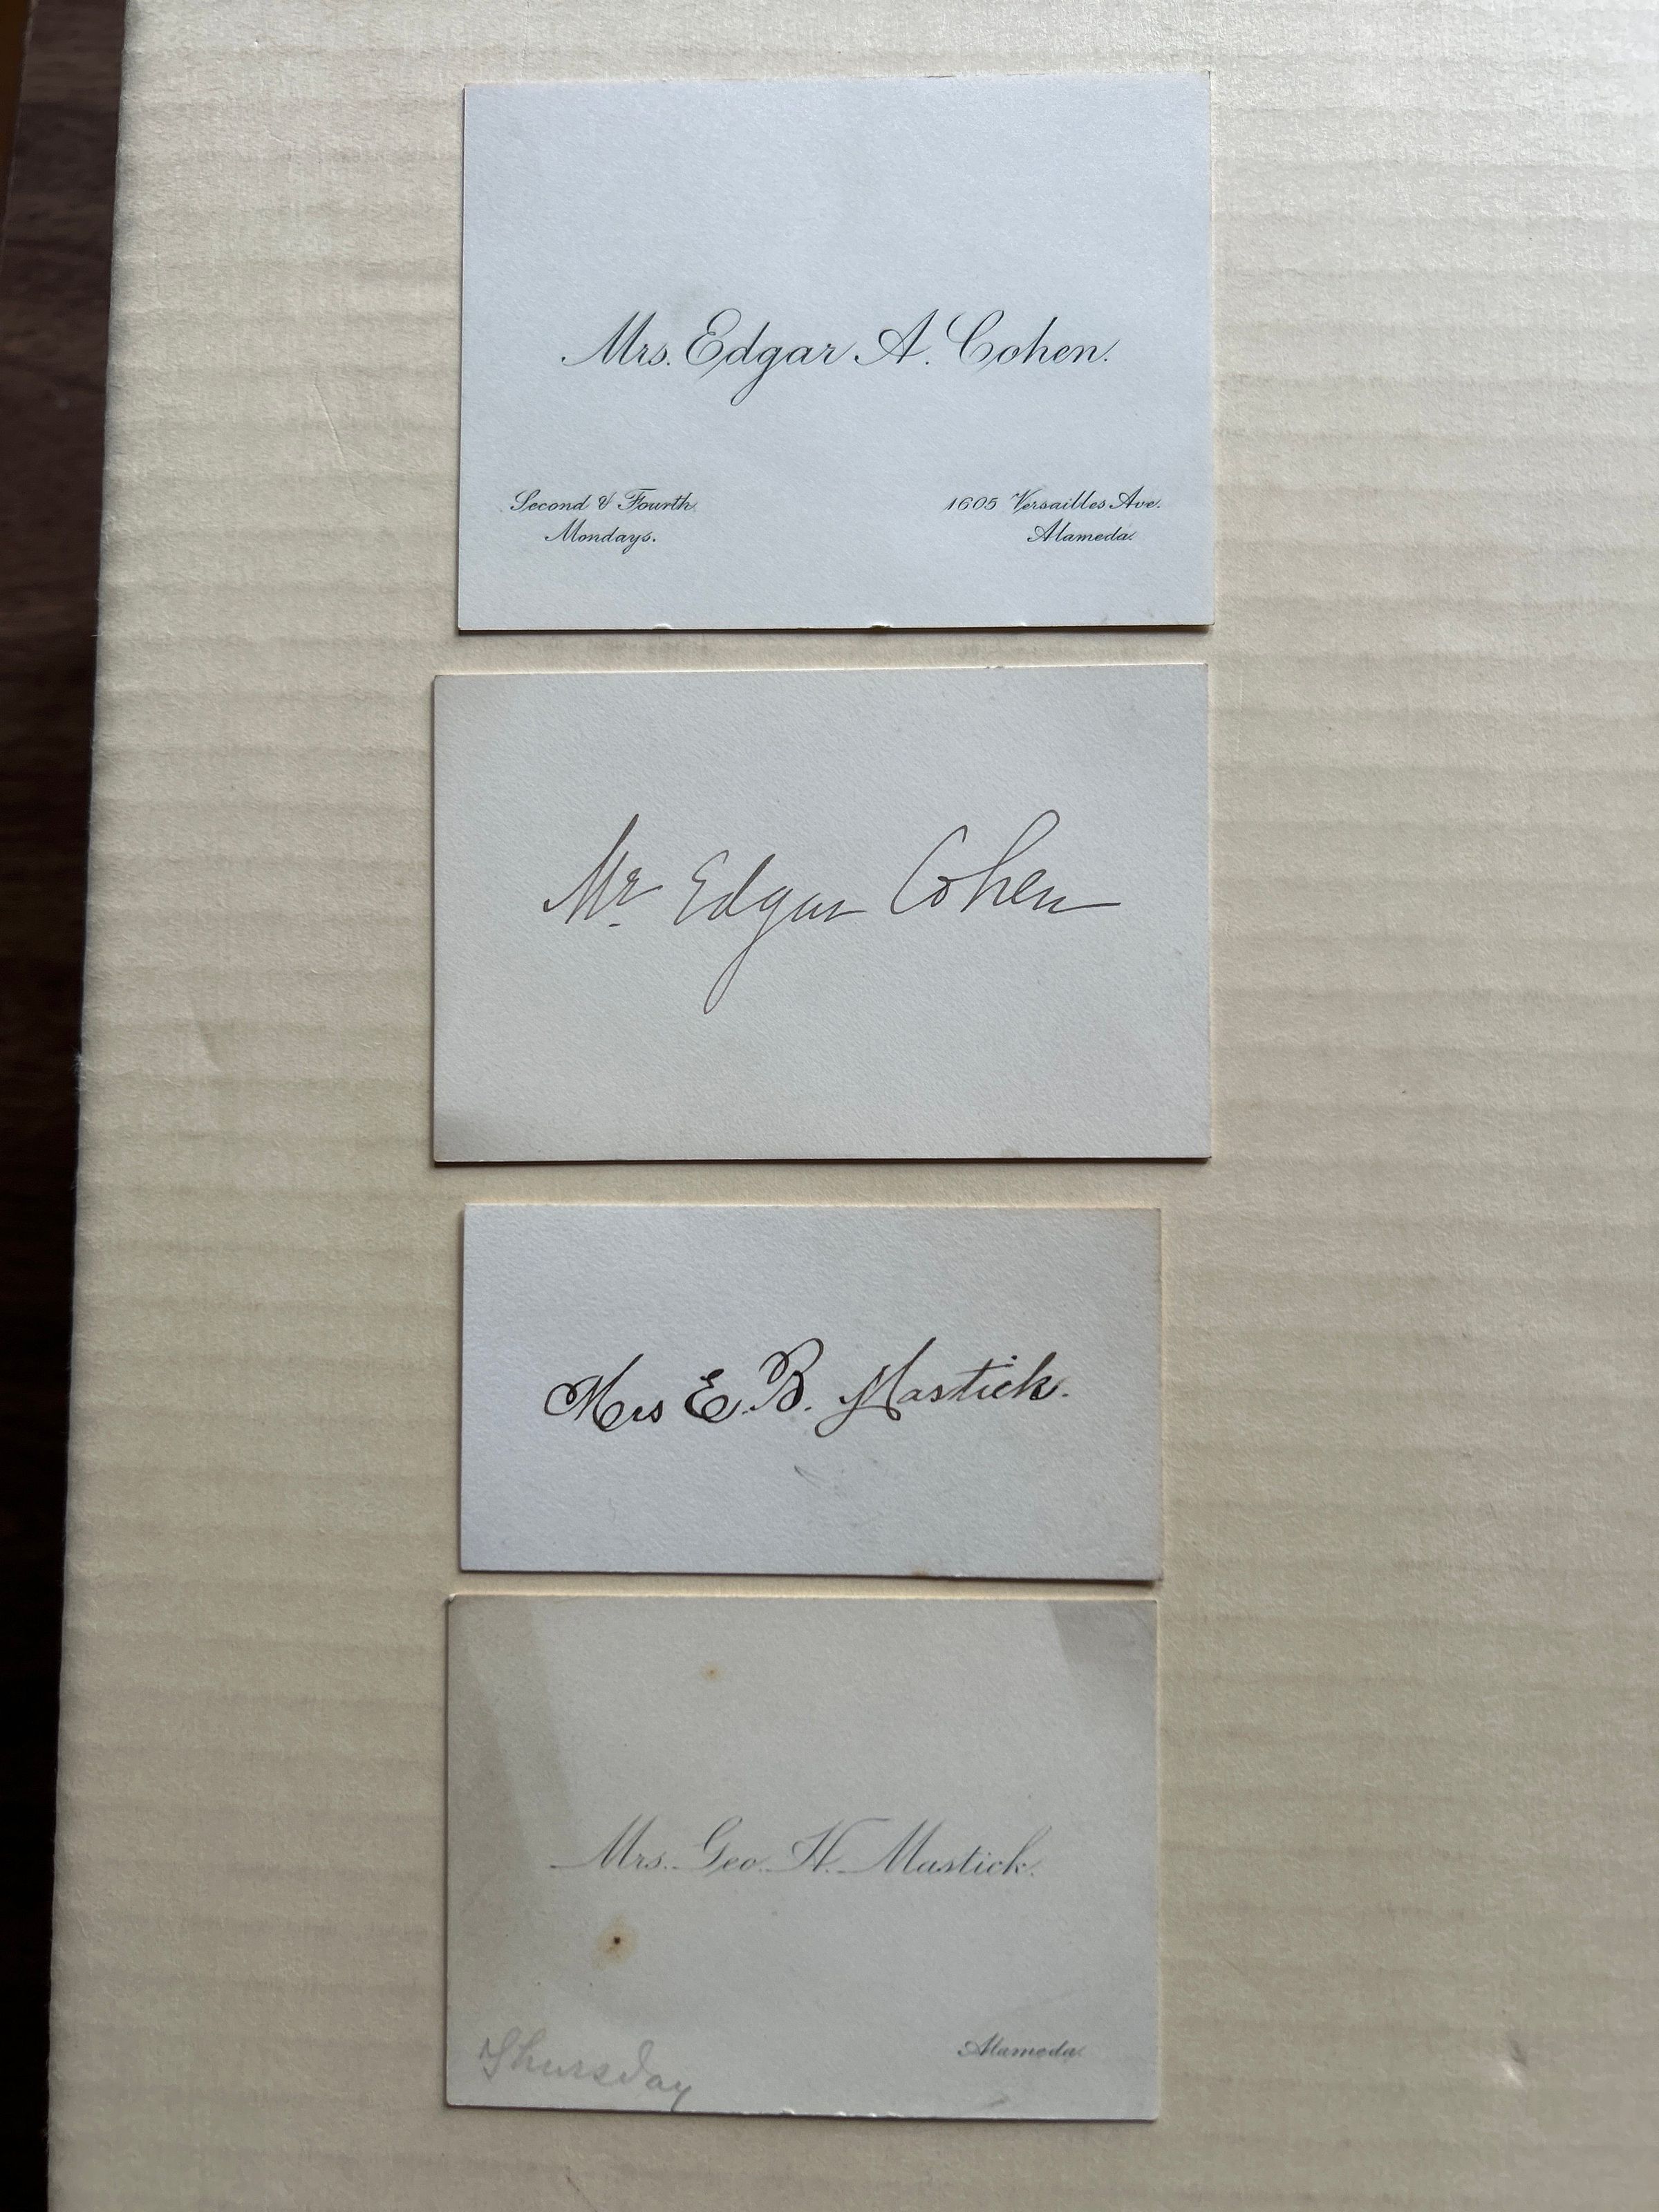 Mrs. Edgar A. Cohen.
Second & Fourth
Mondays.
1605 Versailles Ave.
Alameda.
Mr. Edgar Cohen
Mrs E. B. Mastick.
Mrs. Geo. H. Mastick.
Thursday
Alameda.